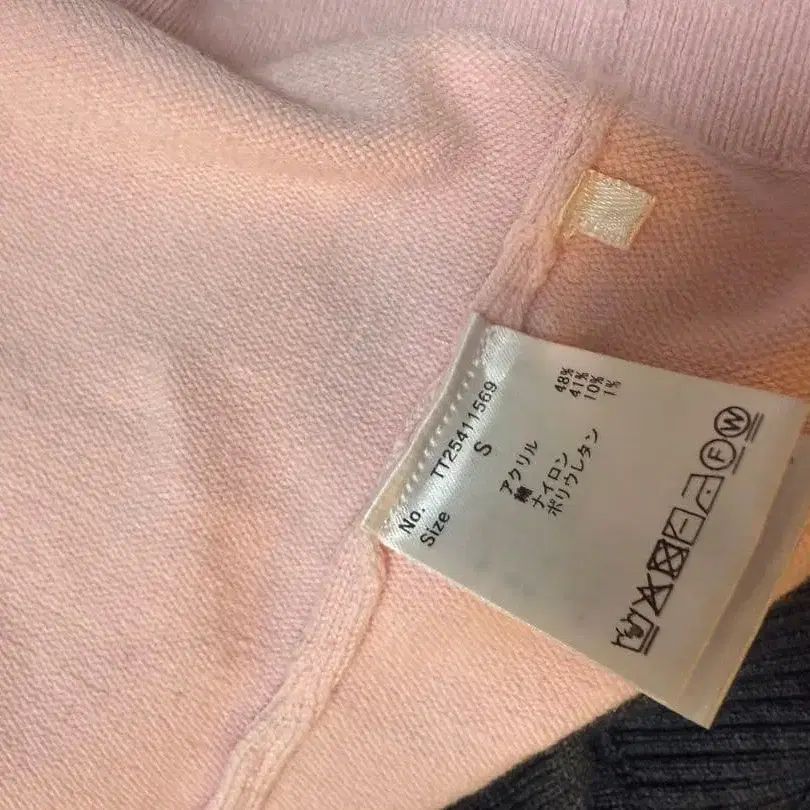 No. TT25411569
Size S
アクリル 48%
綿 41%
ナイロン 10%
ポリウレタン 1%
F W